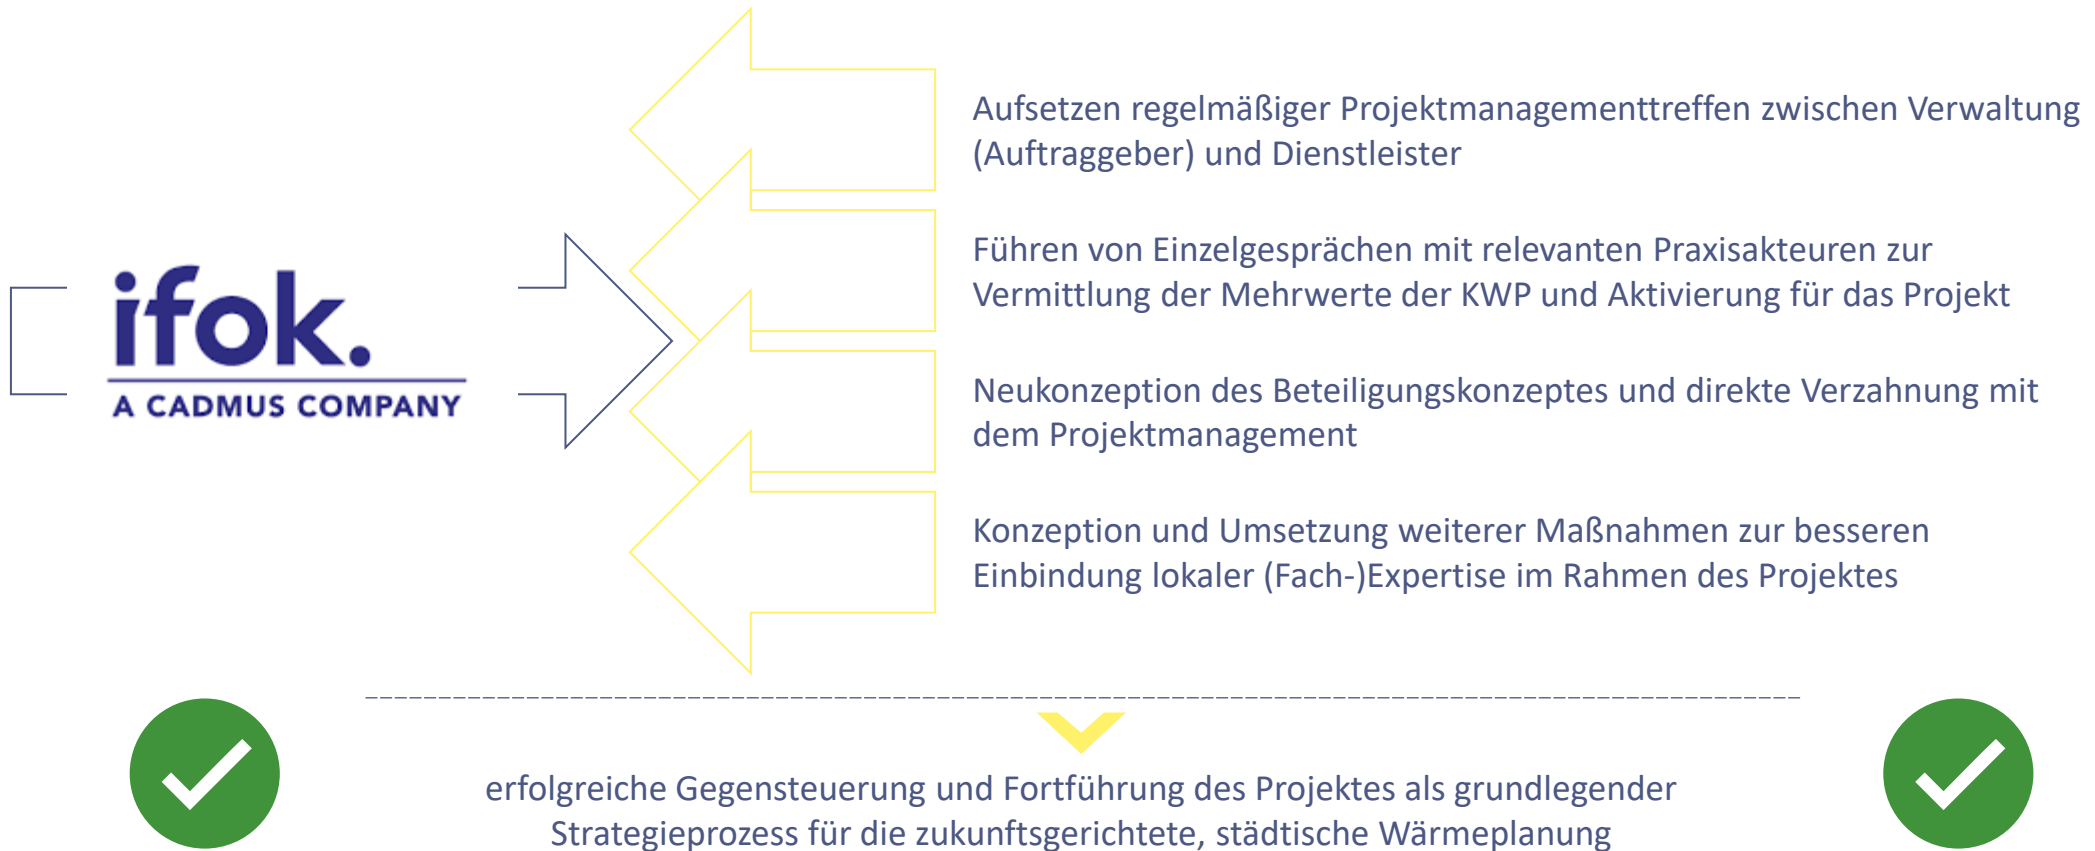 ifok.
A CADMUS COMPANY
Aufsetzen regelmäßiger Projektmanagementtreffen zwischen Verwaltung
(Auftraggeber) und Dienstleister
Führen von Einzelgesprächen mit relevanten Praxisakteuren zur
Vermittlung der Mehrwerte der KWP und Aktivierung für das Projekt
Neukonzeption des Beteiligungskonzeptes und direkte Verzahnung mit
dem Projektmanagement
Konzeption und Umsetzung weiterer Maßnahmen zur besseren
Einbindung lokaler (Fach-)Expertise im Rahmen des Projektes
erfolgreiche Gegensteuerung und Fortführung des Projektes als grundlegender
Strategieprozess für die zukunftsgerichtete, städtische Wärmeplanung